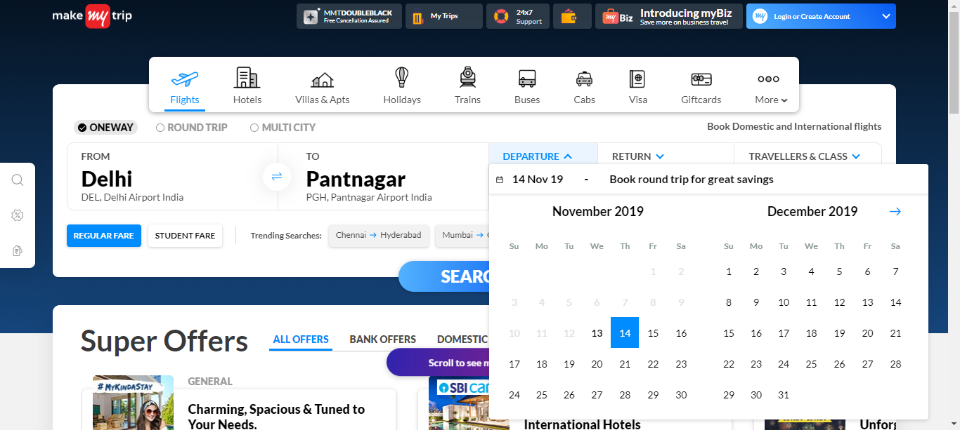 make my trip
MMTDOUBLEBLACK
Free Cancellation Assured
My Trips
24x7
Support
my Biz
Introducing myBiz
Save more on business travel
my
Login or Create Account
Flights
Hotels
Villas & Apts
Holidays
Trains
Buses
Cabs
Visa
Giftcards
More
ONEWAY
ROUND TRIP
MULTI CITY
Book Domestic and International flights
FROM
Delhi
DEL, Delhi Airport India
TO
Pantnagar
PGH, Pantnagar Airport India
DEPARTURE
RETURN
TRAVELLERS & CLASS
14 Nov 19 - Book round trip for great savings
November 2019
Su Mo Tu We Th Fr Sa
1 2
3 4 5 6 7 8 9
10 11 12 13 14 15 16
17 18 19 20 21 22 23
24 25 26 27 28 29 30
December 2019
Su Mo Tu We Th Fr Sa
1 2 3 4 5 6 7
8 9 10 11 12 13 14
15 16 17 18 19 20 21
22 23 24 25 26 27 28
29 30 31
REGULAR FARE
STUDENT FARE
Trending Searches:
Chennai → Hyderabad
Mumbai →
SEARC
Super Offers
ALL OFFERS
BANK OFFERS
DOMESTIC
Scroll to see m
#MYKINDASTAY
GENERAL
Charming, Spacious & Tuned to
Your Needs.
SBI car
International Hotels
Unfor